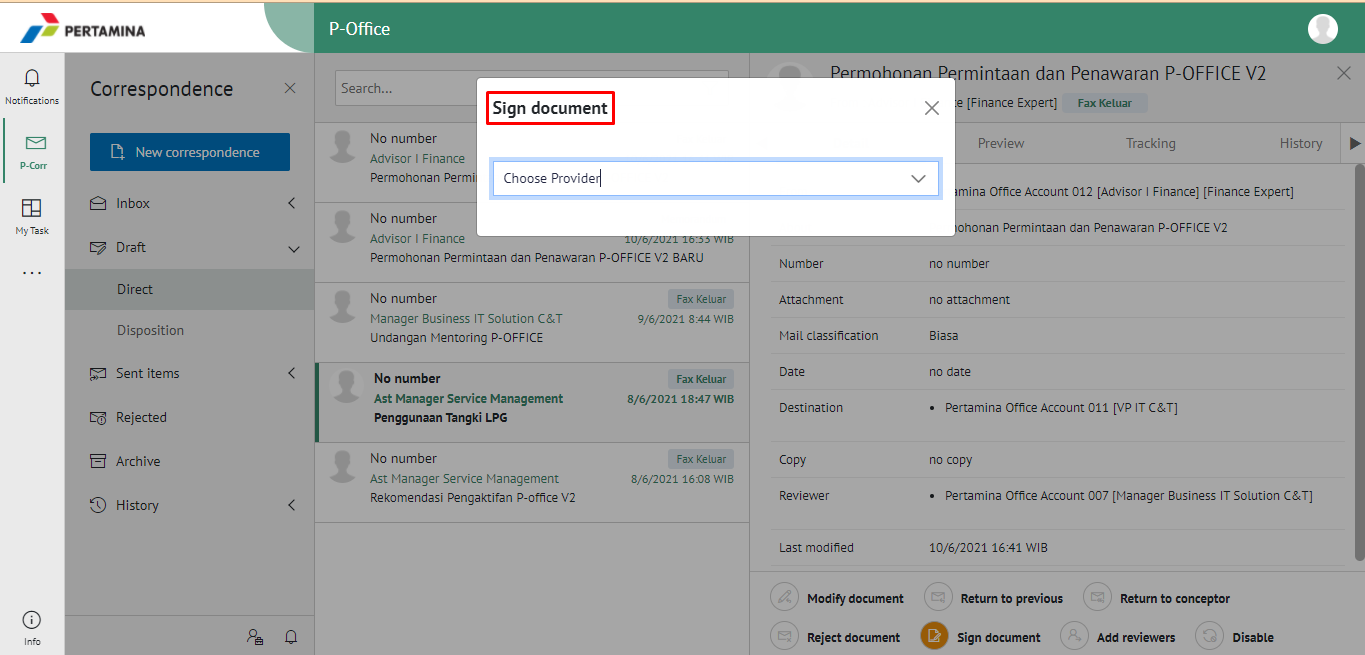 PERTAMINA
P-Office
Notifications
P-Corr
My Task
Info
Correspondence
New correspondence
Inbox
Draft
Direct
Disposition
Sent items
Rejected
Archive
History
Search...
No number
Advisor I Finance
No number
Advisor I Finance
10/6/2021 16:33 WIB
Permohonan Permintaan dan Penawaran P-OFFICE V2 BARU
No number
Fax Keluar
Manager Business IT Solution C&T
9/6/2021 8:44 WIB
Undangan Mentoring P-OFFICE
No number
Fax Keluar
Ast Manager Service Management
8/6/2021 18:47 WIB
Penggunaan Tangki LPG
No number
Fax Keluar
Ast Manager Service Management
8/6/2021 16:08 WIB
Rekomendasi Pengaktifan P-office V2
Sign document
Choose Provider
Permohonan Permintaan dan Penawaran P-OFFICE V2
[Finance Expert] Fax Keluar
Preview
Tracking
History
Office Account 012 [Advisor I Finance] [Finance Expert]
Permintaan dan Penawaran P-OFFICE V2
Number no number
Attachment no attachment
Mail classification Biasa
Date no date
Destination • Pertamina Office Account 011 [VP IT C&T]
Copy no copy
Reviewer • Pertamina Office Account 007 [Manager Business IT Solution C&T]
Last modified 10/6/2021 16:41 WIB
Modify document Return to previous Return to conceptor
Reject document Sign document Add reviewers Disable